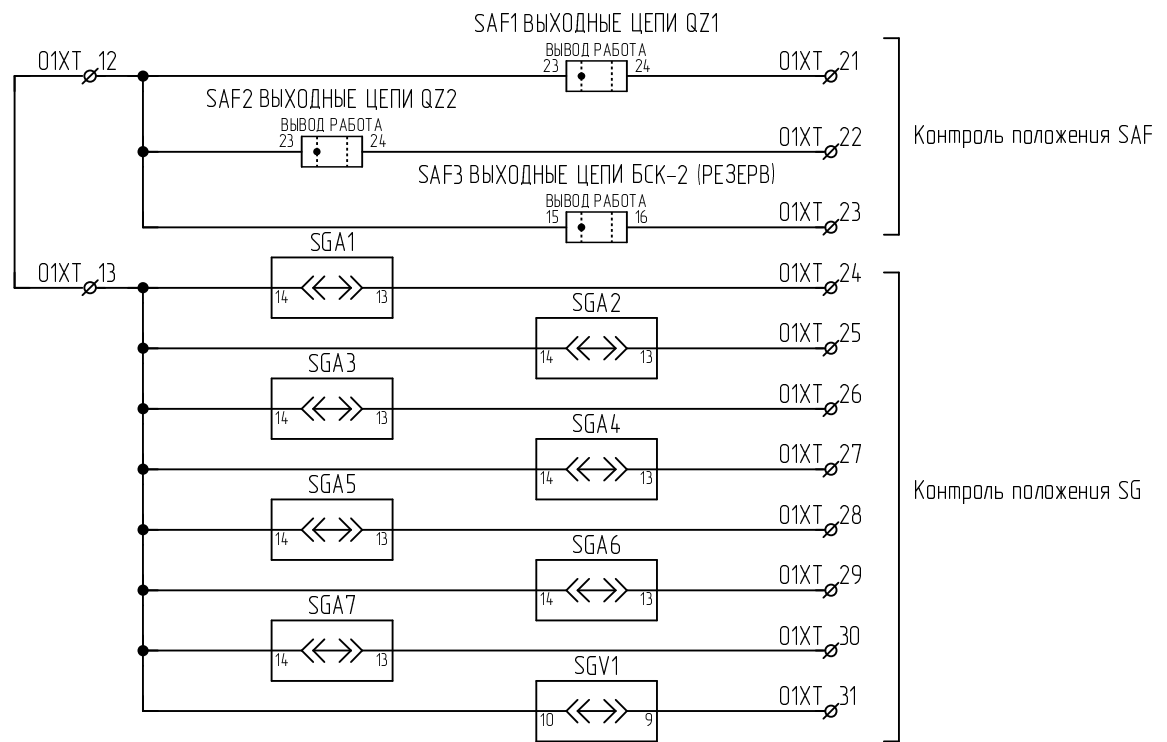 SAF1 ВЫХОДНЫЕ ЦЕПИ QZ1
ВЫВОД РАБОТА
01XT 12
23 24
01XT 21
SAF2 ВЫХОДНЫЕ ЦЕПИ QZ2
ВЫВОД РАБОТА
23 24
01XT 22
Контроль положения SAF
SAF3 ВЫХОДНЫЕ ЦЕПИ БСК-2 (РЕЗЕРВ)
ВЫВОД РАБОТА
15 16
01XT 23
SGA1
01XT 13
14 13
01XT 24
SGA2
14 13
01XT 25
SGA3
14 13
01XT 26
SGA4
14 13
01XT 27
SGA5
14 13
01XT 28
Контроль положения SG
SGA6
14 13
01XT 29
SGA7
14 13
01XT 30
SGV1
10 9
01XT 31